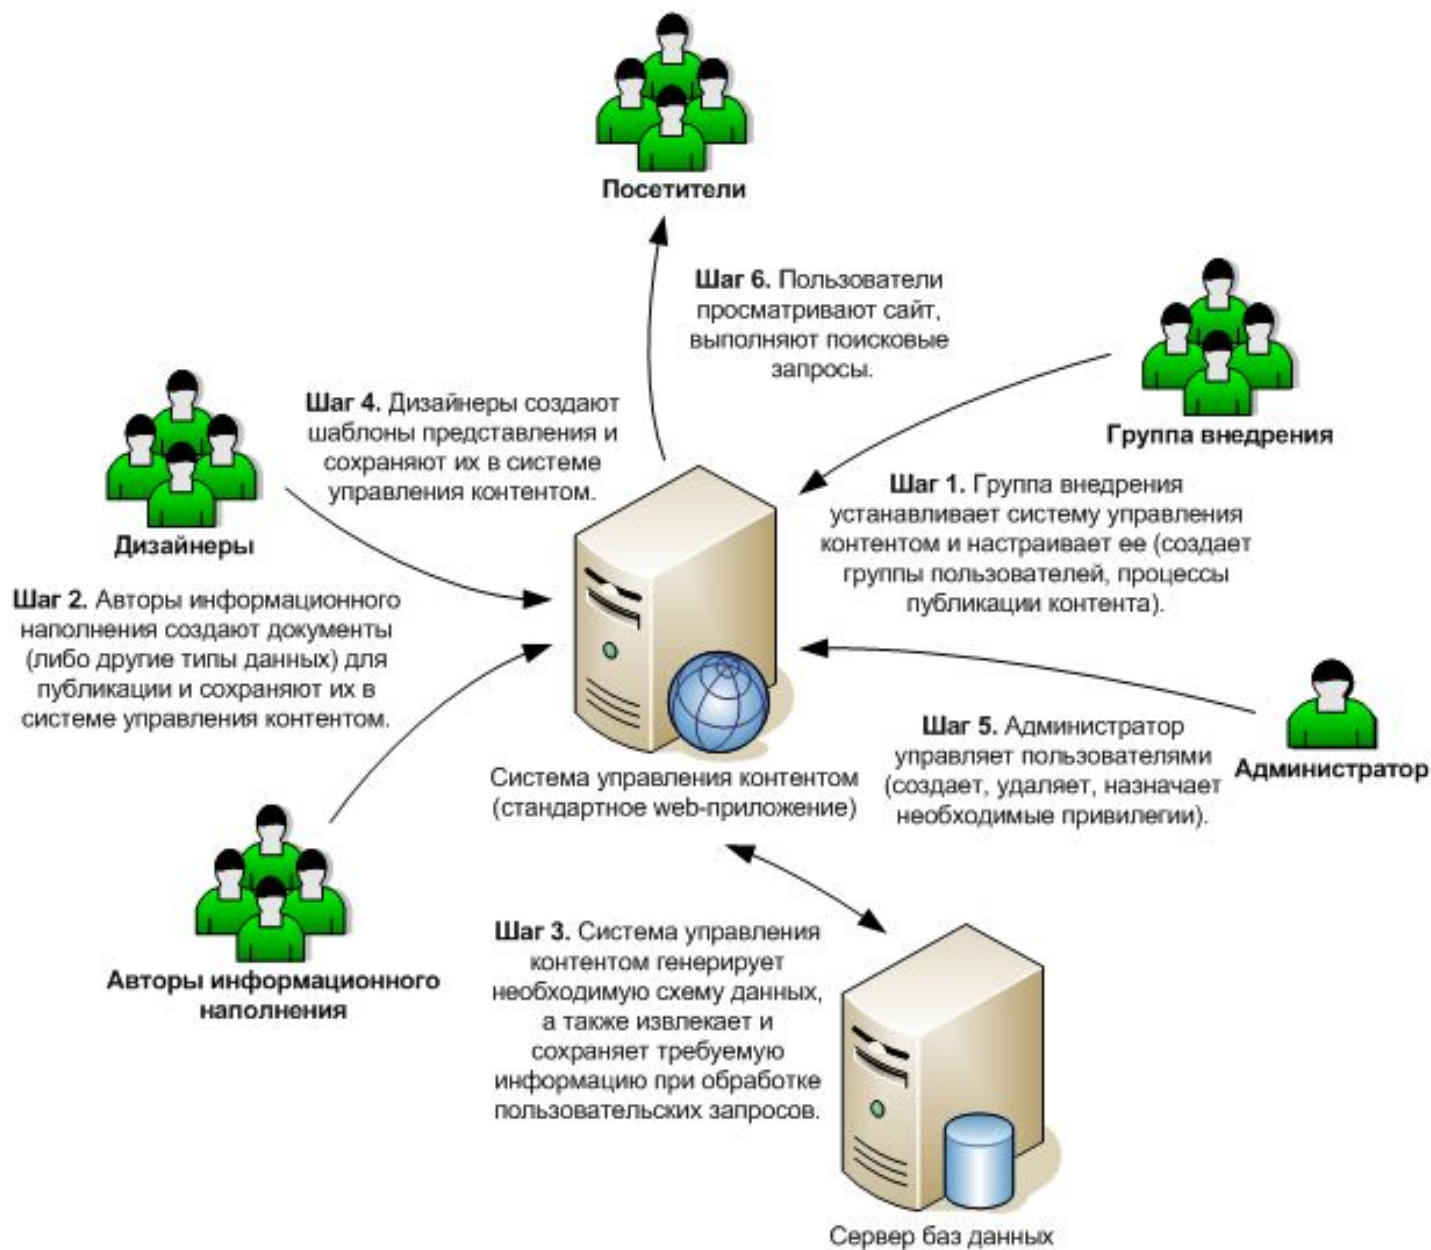 Посетители
Шаг 6. Пользователи
просматривают сайт,
выполняют поисковые
запросы.
Группа внедрения
Шаг 4. Дизайнеры создают
шаблоны представления и
сохраняют их в системе
управления контентом.
Дизайнеры
Шаг 1. Группа внедрения
устанавливает систему управления
контентом и настраивает ее (создает
группы пользователей, процессы
публикации контента).
Шаг 2. Авторы информационного
наполнения создают документы
(либо другие типы данных) для
публикации и сохраняют их в
системе управления контентом.
Шаг 5. Администратор
управляет пользователями
(создает, удаляет, назначает
необходимые привилегии).
Администратор
Система управления контентом
(стандартное web-приложение)
Авторы информационного
наполнения
Шаг 3. Система управления
контентом генерирует
необходимую схему данных,
а также извлекает и
сохраняет требуемую
информацию при обработке
пользовательских запросов.
Сервер баз данных